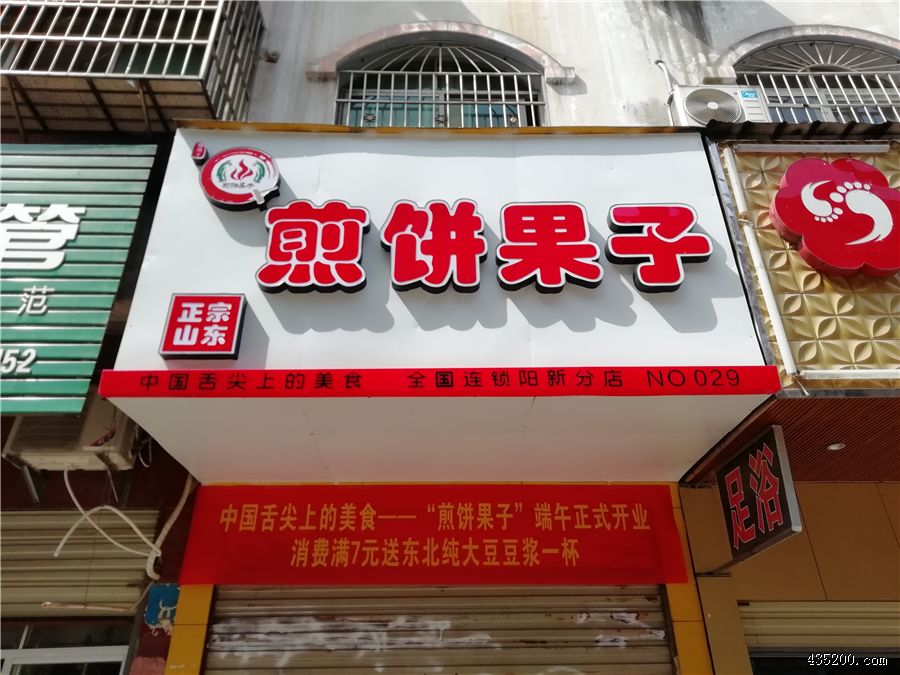 煎饼果子
正宗
山东
中国舌尖上的美食 全国连锁阳新分店 NO 029
中国舌尖上的美食——“煎饼果子”端午正式开业
消费满7元送东北纯大豆豆浆一杯
管
范
52
足浴
435200.com